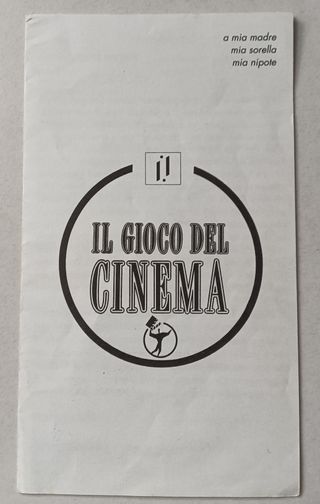 a mia madre
mia sorella
mia nipote
IL GIOCO DEL
CINEMA